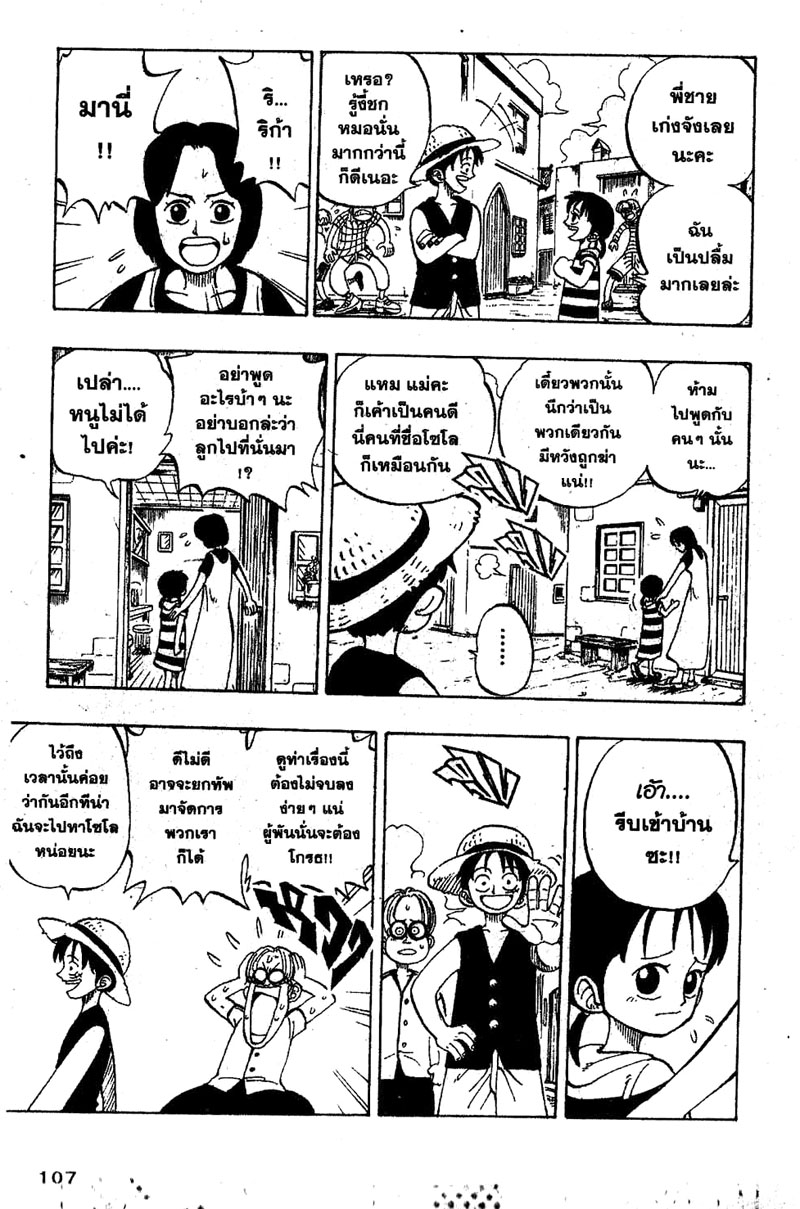 พี่ชาย
เก่งจังเลย
นะคะ
ฉัน
เป็นปลื้ม
มากเลยล่ะ
เหรอ?
รู้งี้ชก
หมอนั่น
มากกว่านี้
ก็ดีเนอะ
ริ...
ริก้า
!!
มานี่
!!
ห้าม
ไปพูดกับ
คนๆ นั้น
นะ...
เดี๋ยวพวกนั้น
นึกว่าเป็น
พวกเดียวกัน
มีหวังถูกฆ่า
แน่!!
แหม แม่คะ
ก็เค้าเป็นคนดี
นี่คนที่ชื่อโซโล
ก็เหมือนกัน
......
อย่าพูด
อะไรบ้าๆ นะ
อย่าบอกล่ะว่า
ลูกไปที่นั่นมา
!?
เปล่า....
หนูไม่ได้
ไปค่ะ!
เอ้า....
รีบเข้าบ้าน
ซะ!!
ดูท่าเรื่องนี้
ต้องไม่จบลง
ง่ายๆ แน่
ผู้พันนั่นจะต้อง
โกรธ!!
ดีไม่ดี
อาจจะยกทัพ
มาจัดการ
พวกเรา
ก็ได้
ไว้ถึง
เวลานั้นค่อย
ว่ากันอีกทีน่า
ฉันจะไปหาโซโล
หน่อยนะ
107